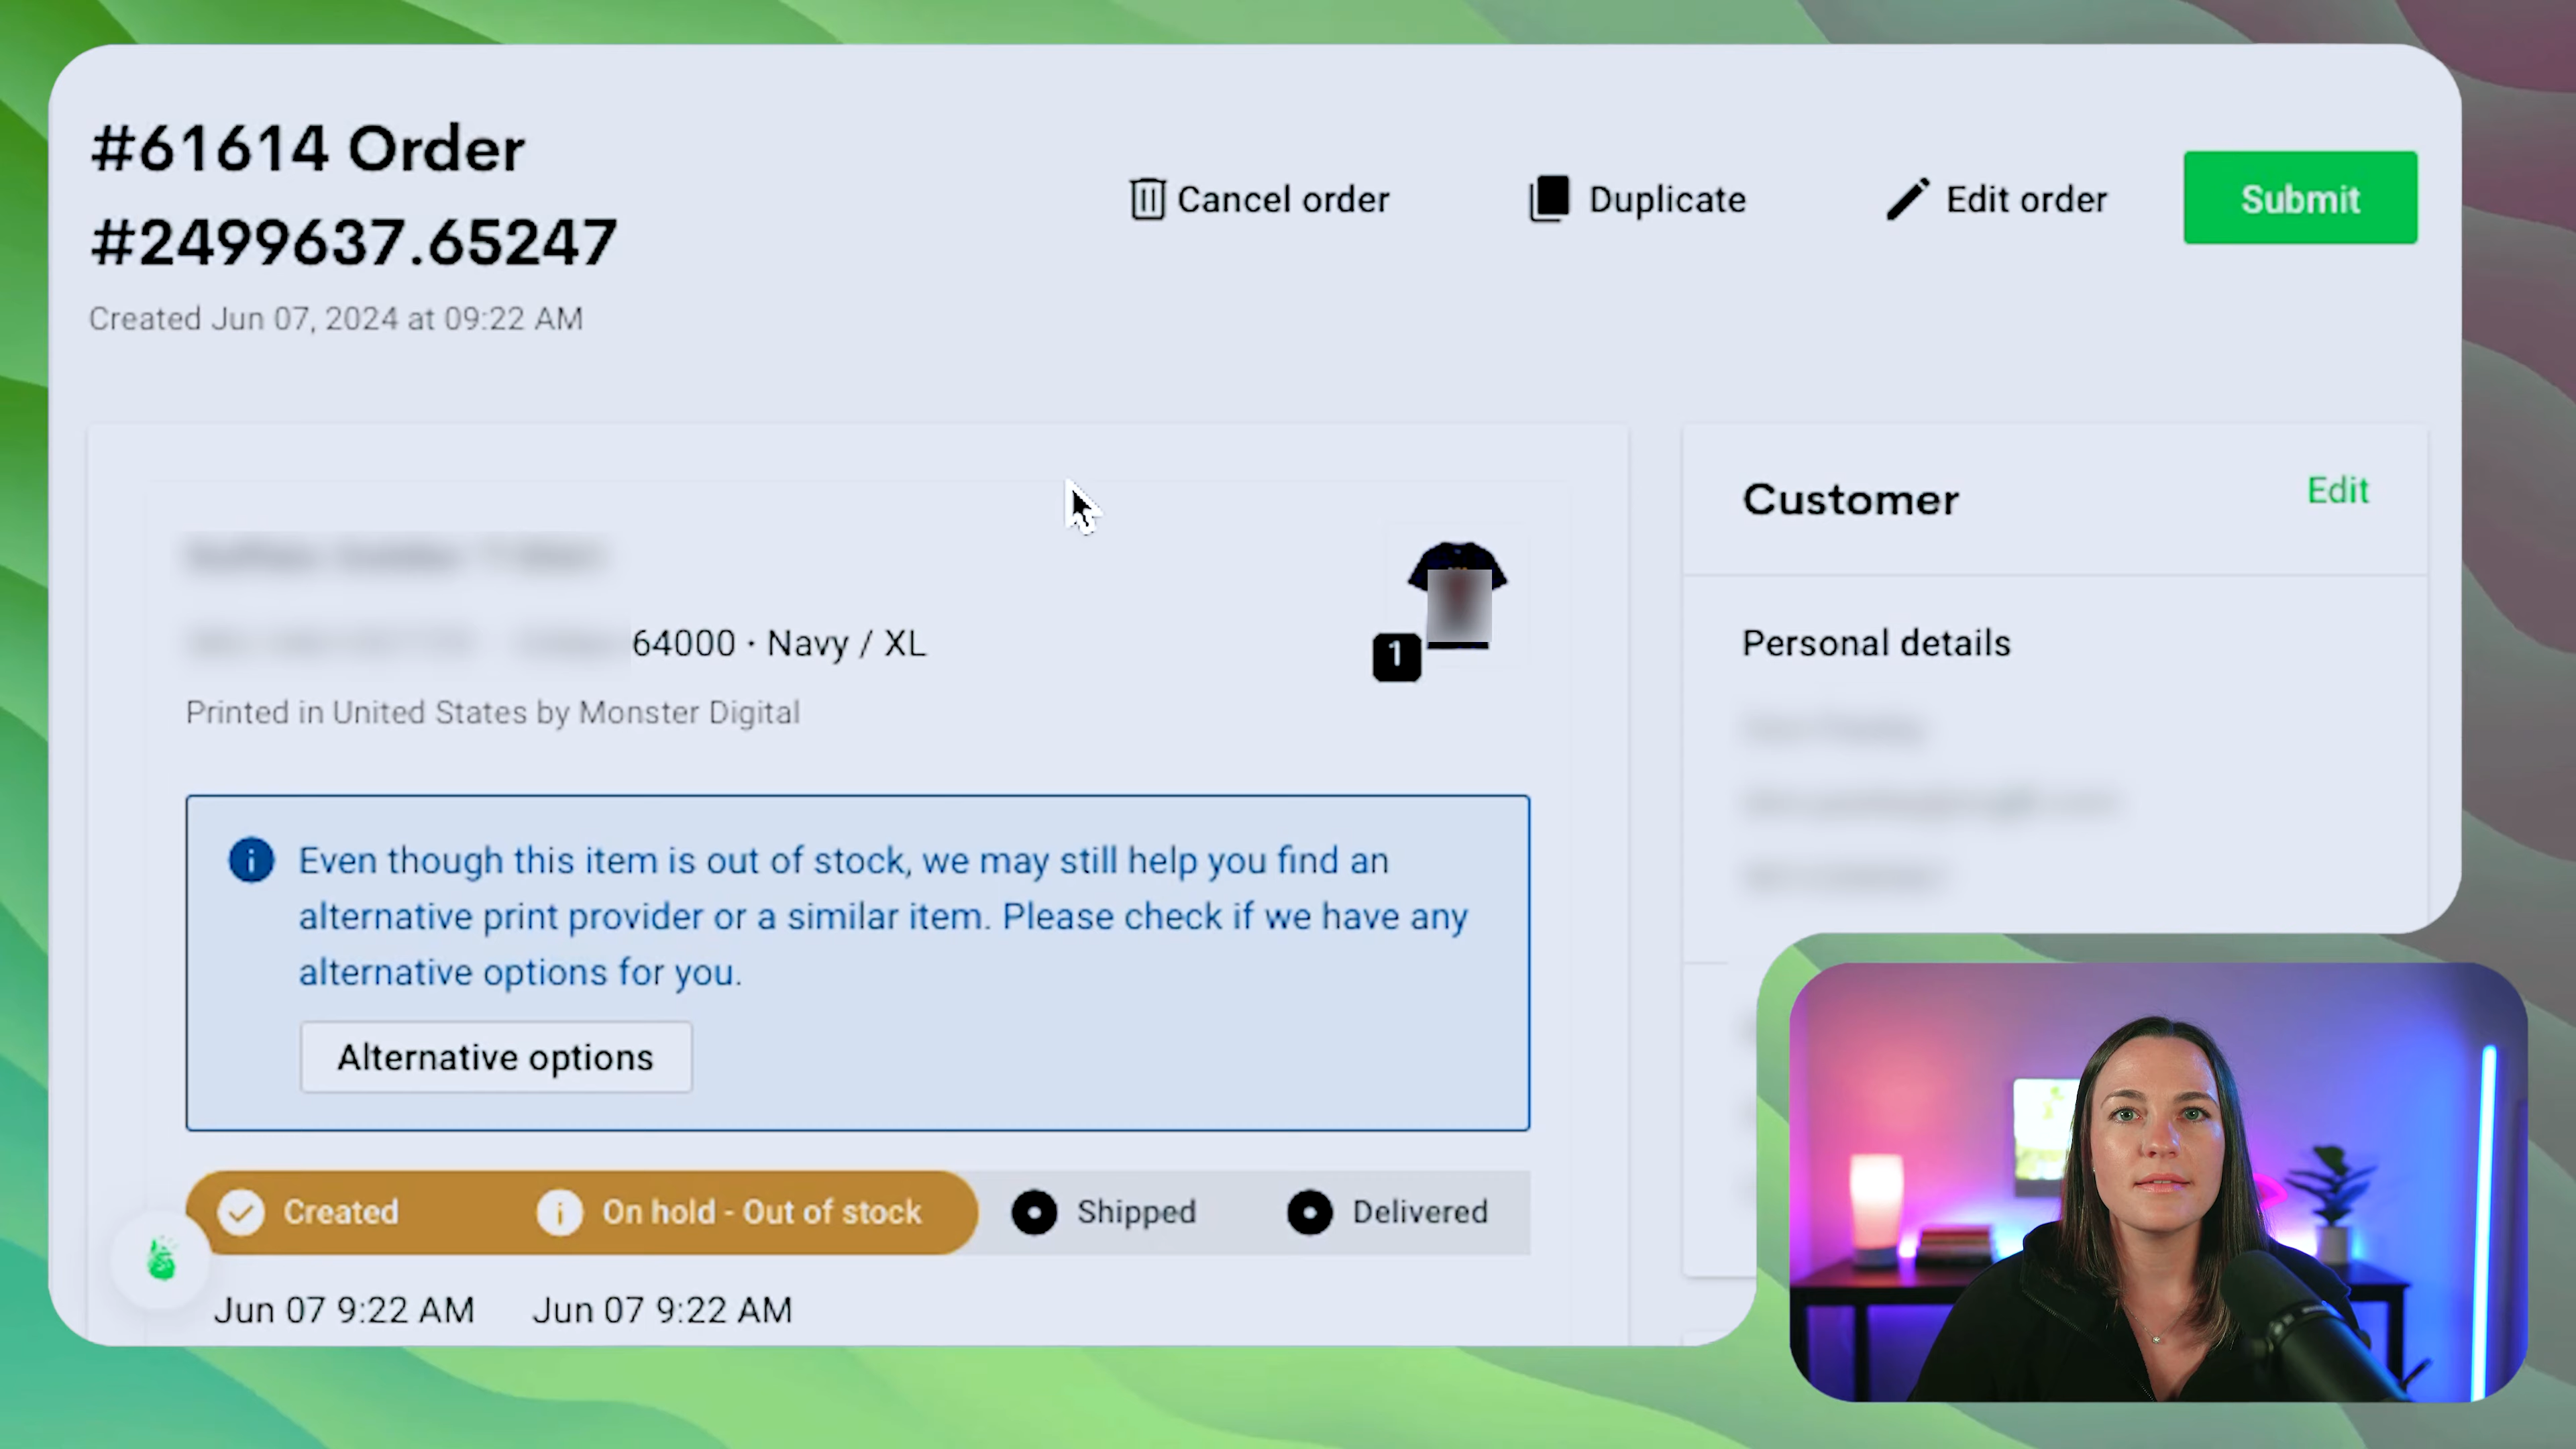 #61614 Order
#2499637.65247
Created Jun 07, 2024 at 09:22 AM
Cancel order
Duplicate
Edit order
Submit
64000 · Navy / XL
Printed in United States by Monster Digital
1
Even though this item is out of stock, we may still help you find an
alternative print provider or a similar item. Please check if we have any
alternative options for you.
Alternative options
Created
On hold - Out of stock
Shipped
Delivered
Jun 07 9:22 AM
Jun 07 9:22 AM
Customer
Edit
Personal details